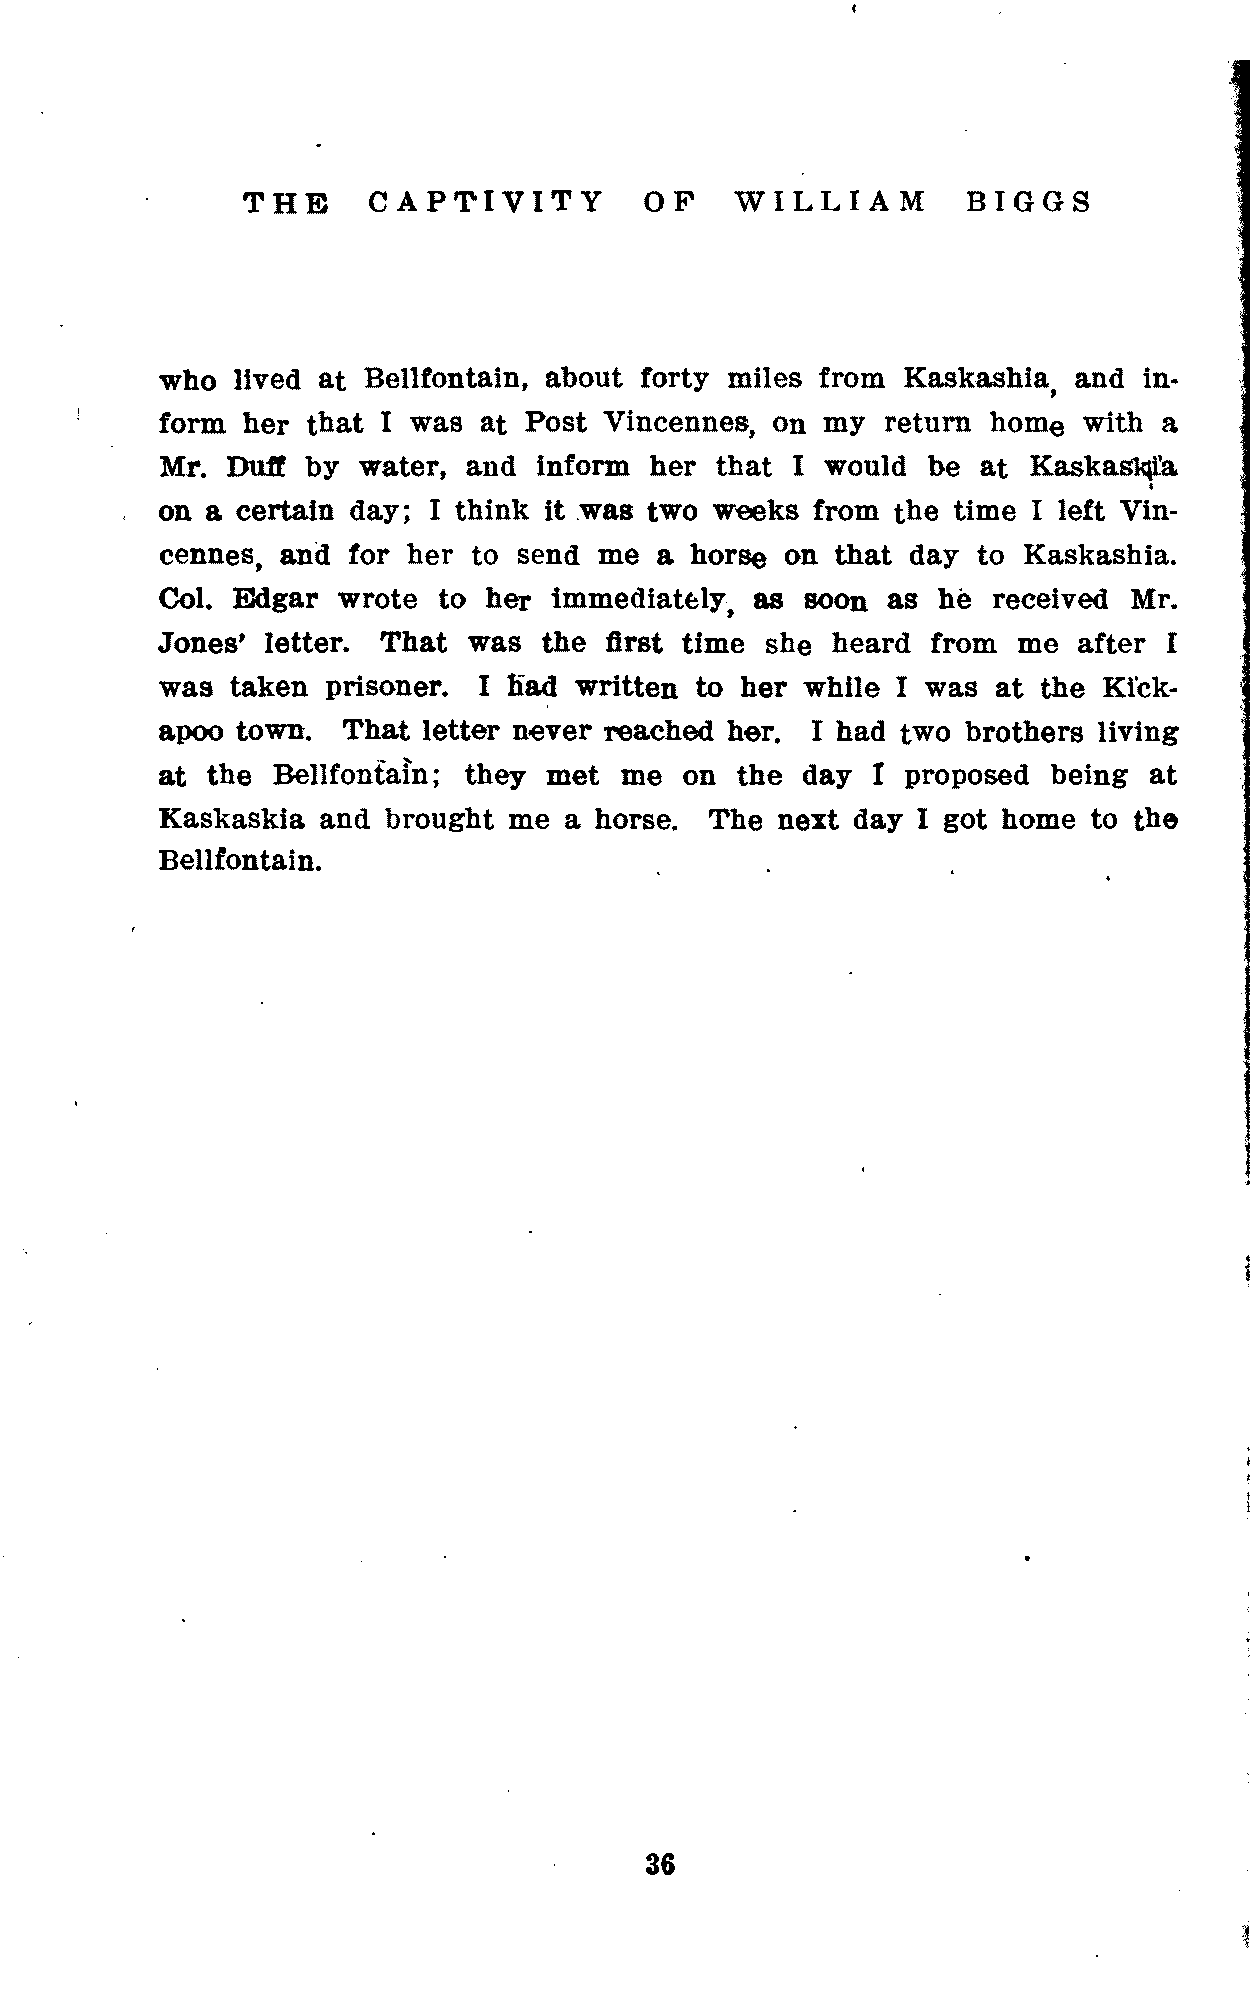 THE CAPTIVITY OF WILLIAM BIGGS
who lived at Bellfontain, about forty miles from Kaskashia, and in-
form her that I was at Post Vincennes, on my return home with a
Mr. Duff by water, and inform her that I would be at Kaskaskia
on a certain day; I think it was two weeks from the time I left Vin-
cennes, and for her to send me a horse on that day to Kaskashia.
Col. Edgar wrote to her immediately, as soon as he received Mr.
Jones' letter. That was the first time she heard from me after I
was taken prisoner. I had written to her while I was at the Kick-
apoo town. That letter never reached her. I had two brothers living
at the Bellfontain; they met me on the day I proposed being at
Kaskaskia and brought me a horse. The next day I got home to the
Bellfontain.
36